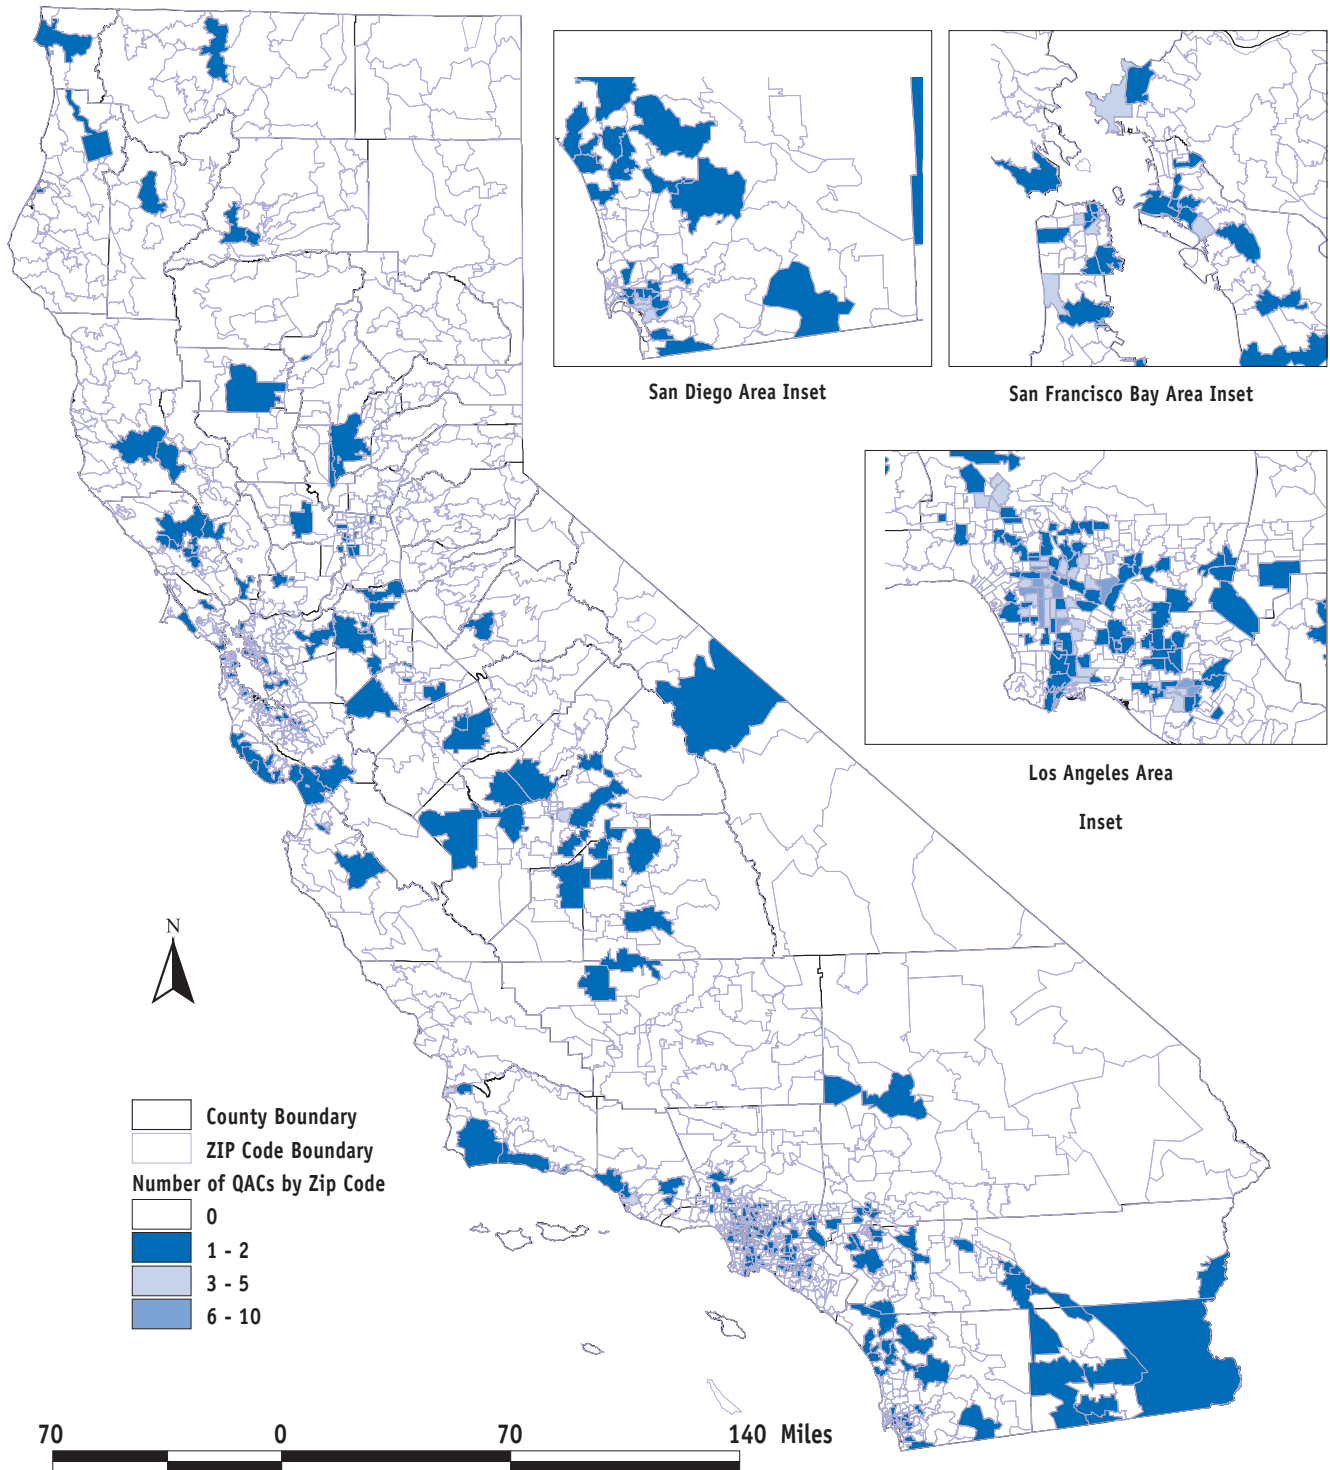 San Diego Area Inset
San Francisco Bay Area Inset
Los Angeles Area
Inset
N
County Boundary
ZIP Code Boundary
Number of QACs by Zip Code
0
1 - 2
3 - 5
6 - 10
70 0 70 140 Miles